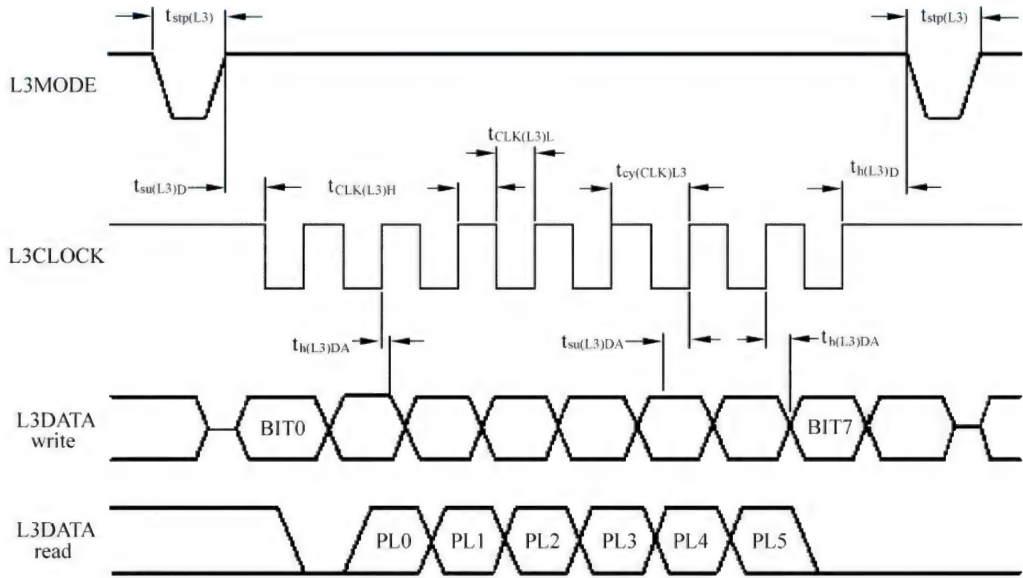 tstp(L3) tstp(L3)
L3MODE
tCLK(L3)L
tsu(L3)D tCLK(L3)H tcy(CLK)L3 th(L3)D
L3CLOCK
th(L3)DA tsu(L3)DA th(L3)DA
L3DATA
write
BIT0 BIT7
L3DATA
read
PL0 PL1 PL2 PL3 PL4 PL5